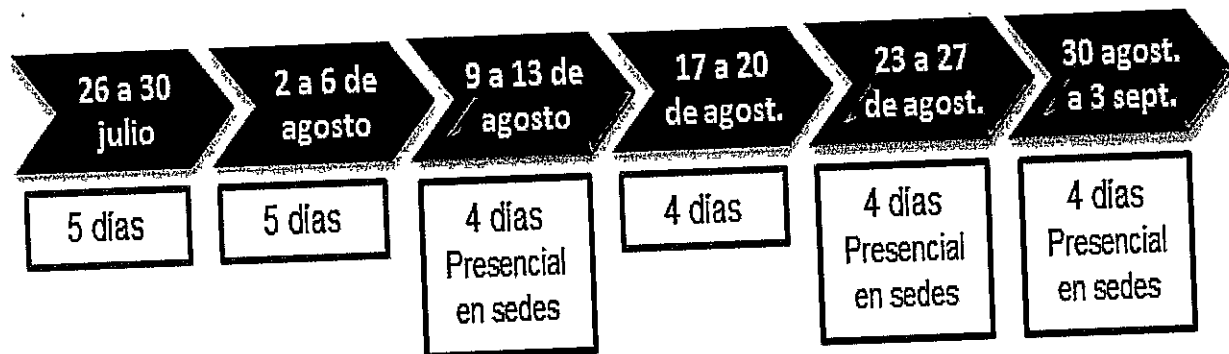 26 a 30
julio
2 a 6 de
agosto
9 a 13 de
agosto
17 a 20
de agost.
23 a 27
de agost.
30 agost.
a 3 sept.
5 días
5 días
4 días
Presencial
en sedes
4 días
4 días
Presencial
en sedes
4 días
Presencial
en sedes